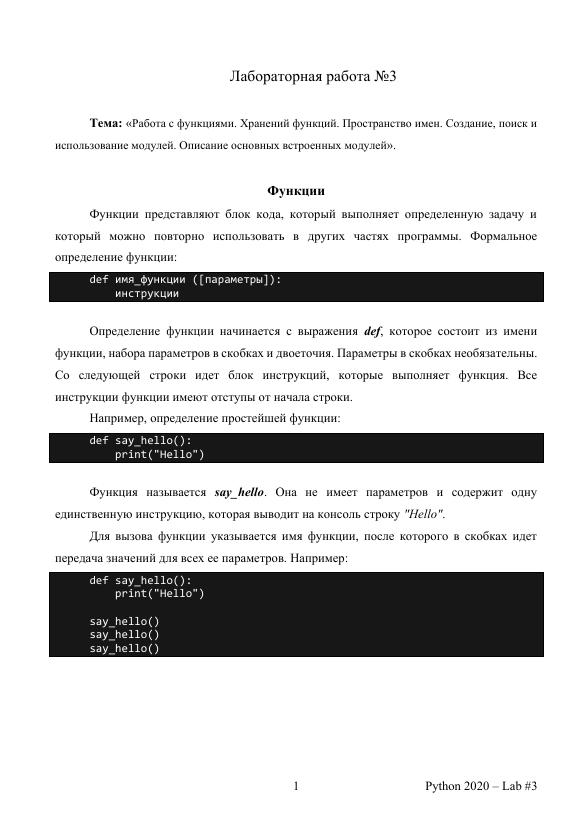 Лабораторная работа №3
Тема: «Работа с функциями. Хранений функций. Пространство имен. Создание, поиск и
использование модулей. Описание основных встроенных модулей».
Функции
Функции представляют блок кода, который выполняет определенную задачу и
который можно повторно использовать в других частях программы. Формальное
определение функции:
def имя_функции ([параметры]):
    инструкции
Определение функции начинается с выражения def, которое состоит из имени
функции, набора параметров в скобках и двоеточия. Параметры в скобках необязательны.
Со следующей строки идет блок инструкций, которые выполняет функция. Все
инструкции функции имеют отступы от начала строки.
Например, определение простейшей функции:
def say_hello():
    print("Hello")
Функция называется say_hello. Она не имеет параметров и содержит одну
единственную инструкцию, которая выводит на консоль строку "Hello".
Для вызова функции указывается имя функции, после которого в скобках идет
передача значений для всех ее параметров. Например:
def say_hello():
    print("Hello")
say_hello()
say_hello()
say_hello()
1 Python 2020 – Lab #3